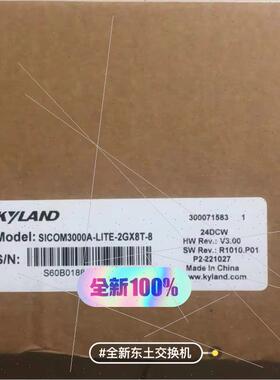 KYLAND
300071583 1
Model: SICOM3000A-LITE-2GX8T-8
24DCW
HW Rev.: V3.00
S/N:
SW Rev.: R1010.P01
P2-221027
Made In China
S60B0188
www.kyland.com
全新100%
#全新东土交换机